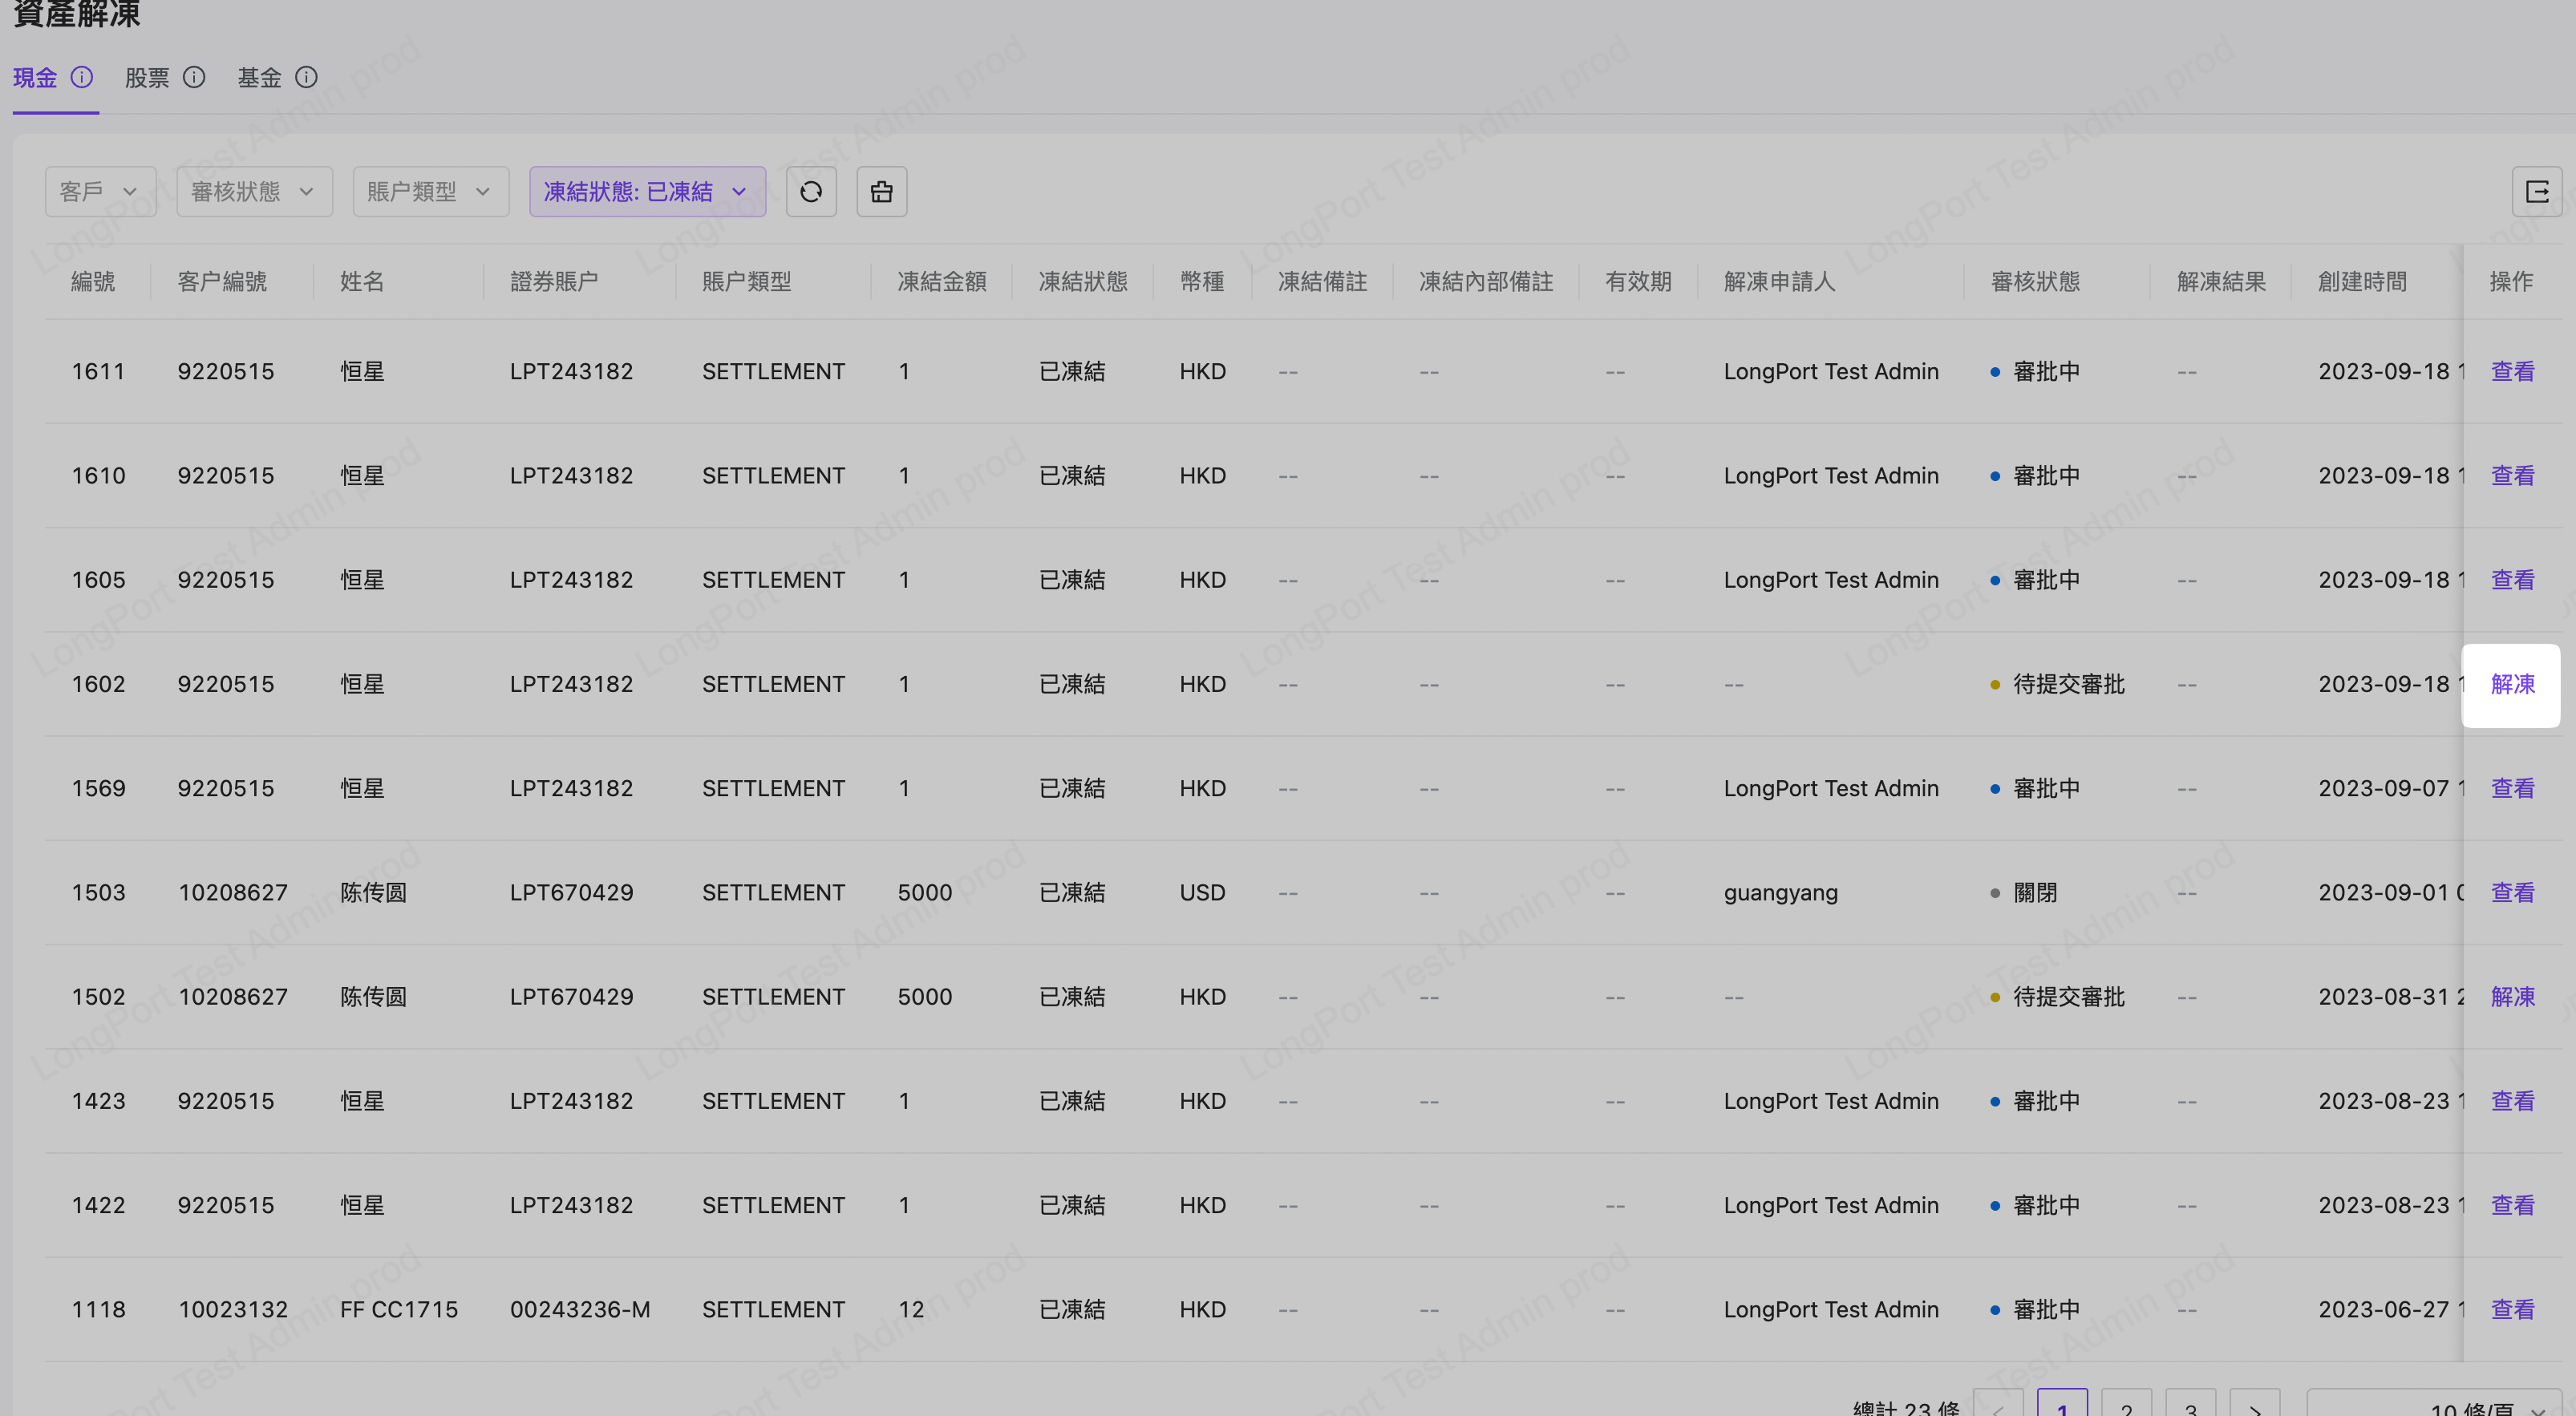 資產解凍
現金 股票 基金
客戶 審核狀態 賬户類型 凍結狀態: 已凍結
編號 客户編號 姓名 證券賬户 賬户類型 凍結金額 凍結狀態 幣種 凍結備註 凍結內部備註 有效期 解凍申請人 審核狀態 解凍結果 創建時間 操作
1611 9220515 恒星 LPT243182 SETTLEMENT 1 已凍結 HKD -- -- -- LongPort Test Admin 審批中 -- 2023-09-18 1 查看
1610 9220515 恒星 LPT243182 SETTLEMENT 1 已凍結 HKD -- -- -- LongPort Test Admin 審批中 -- 2023-09-18 1 查看
1605 9220515 恒星 LPT243182 SETTLEMENT 1 已凍結 HKD -- -- -- LongPort Test Admin 審批中 -- 2023-09-18 1 查看
1602 9220515 恒星 LPT243182 SETTLEMENT 1 已凍結 HKD -- -- -- -- 待提交審批 -- 2023-09-18 1 解凍
1569 9220515 恒星 LPT243182 SETTLEMENT 1 已凍結 HKD -- -- -- LongPort Test Admin 審批中 -- 2023-09-07 1 查看
1503 10208627 陈传圆 LPT670429 SETTLEMENT 5000 已凍結 USD -- -- -- guangyang 關閉 -- 2023-09-01 0 查看
1502 10208627 陈传圆 LPT670429 SETTLEMENT 5000 已凍結 HKD -- -- -- -- 待提交審批 -- 2023-08-31 2 解凍
1423 9220515 恒星 LPT243182 SETTLEMENT 1 已凍結 HKD -- -- -- LongPort Test Admin 審批中 -- 2023-08-23 1 查看
1422 9220515 恒星 LPT243182 SETTLEMENT 1 已凍結 HKD -- -- -- LongPort Test Admin 審批中 -- 2023-08-23 1 查看
1118 10023132 FF CC1715 00243236-M SETTLEMENT 12 已凍結 HKD -- -- -- LongPort Test Admin 審批中 -- 2023-06-27 1 查看
總計 23 條 < 1 2 3 > 10 條/頁
LongPort Test Admin prod